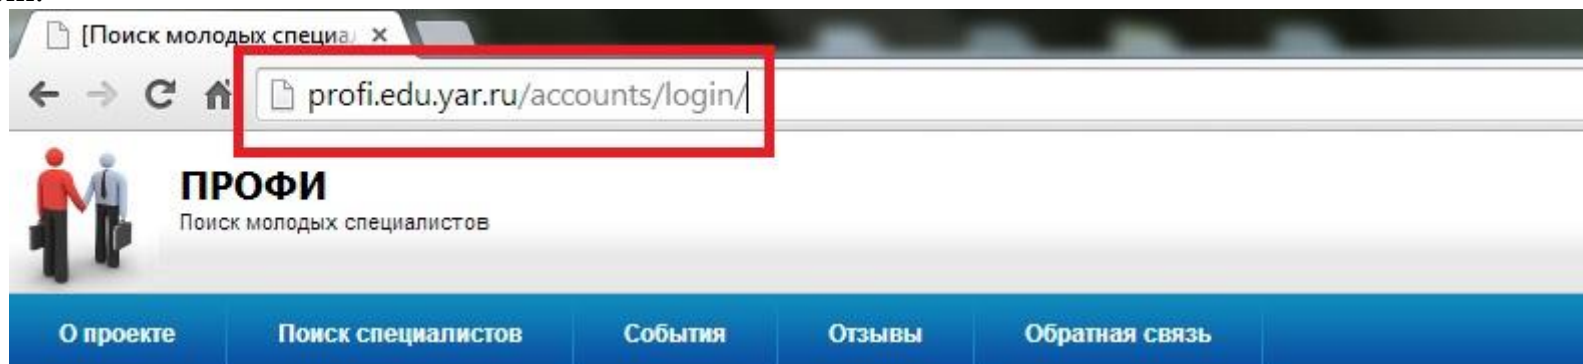 [Поиск молодых специа
profi.edu.yar.ru/accounts/login/
ПРОФИ
Поиск молодых специалистов
О проекте Поиск специалистов События Отзывы Обратная связь